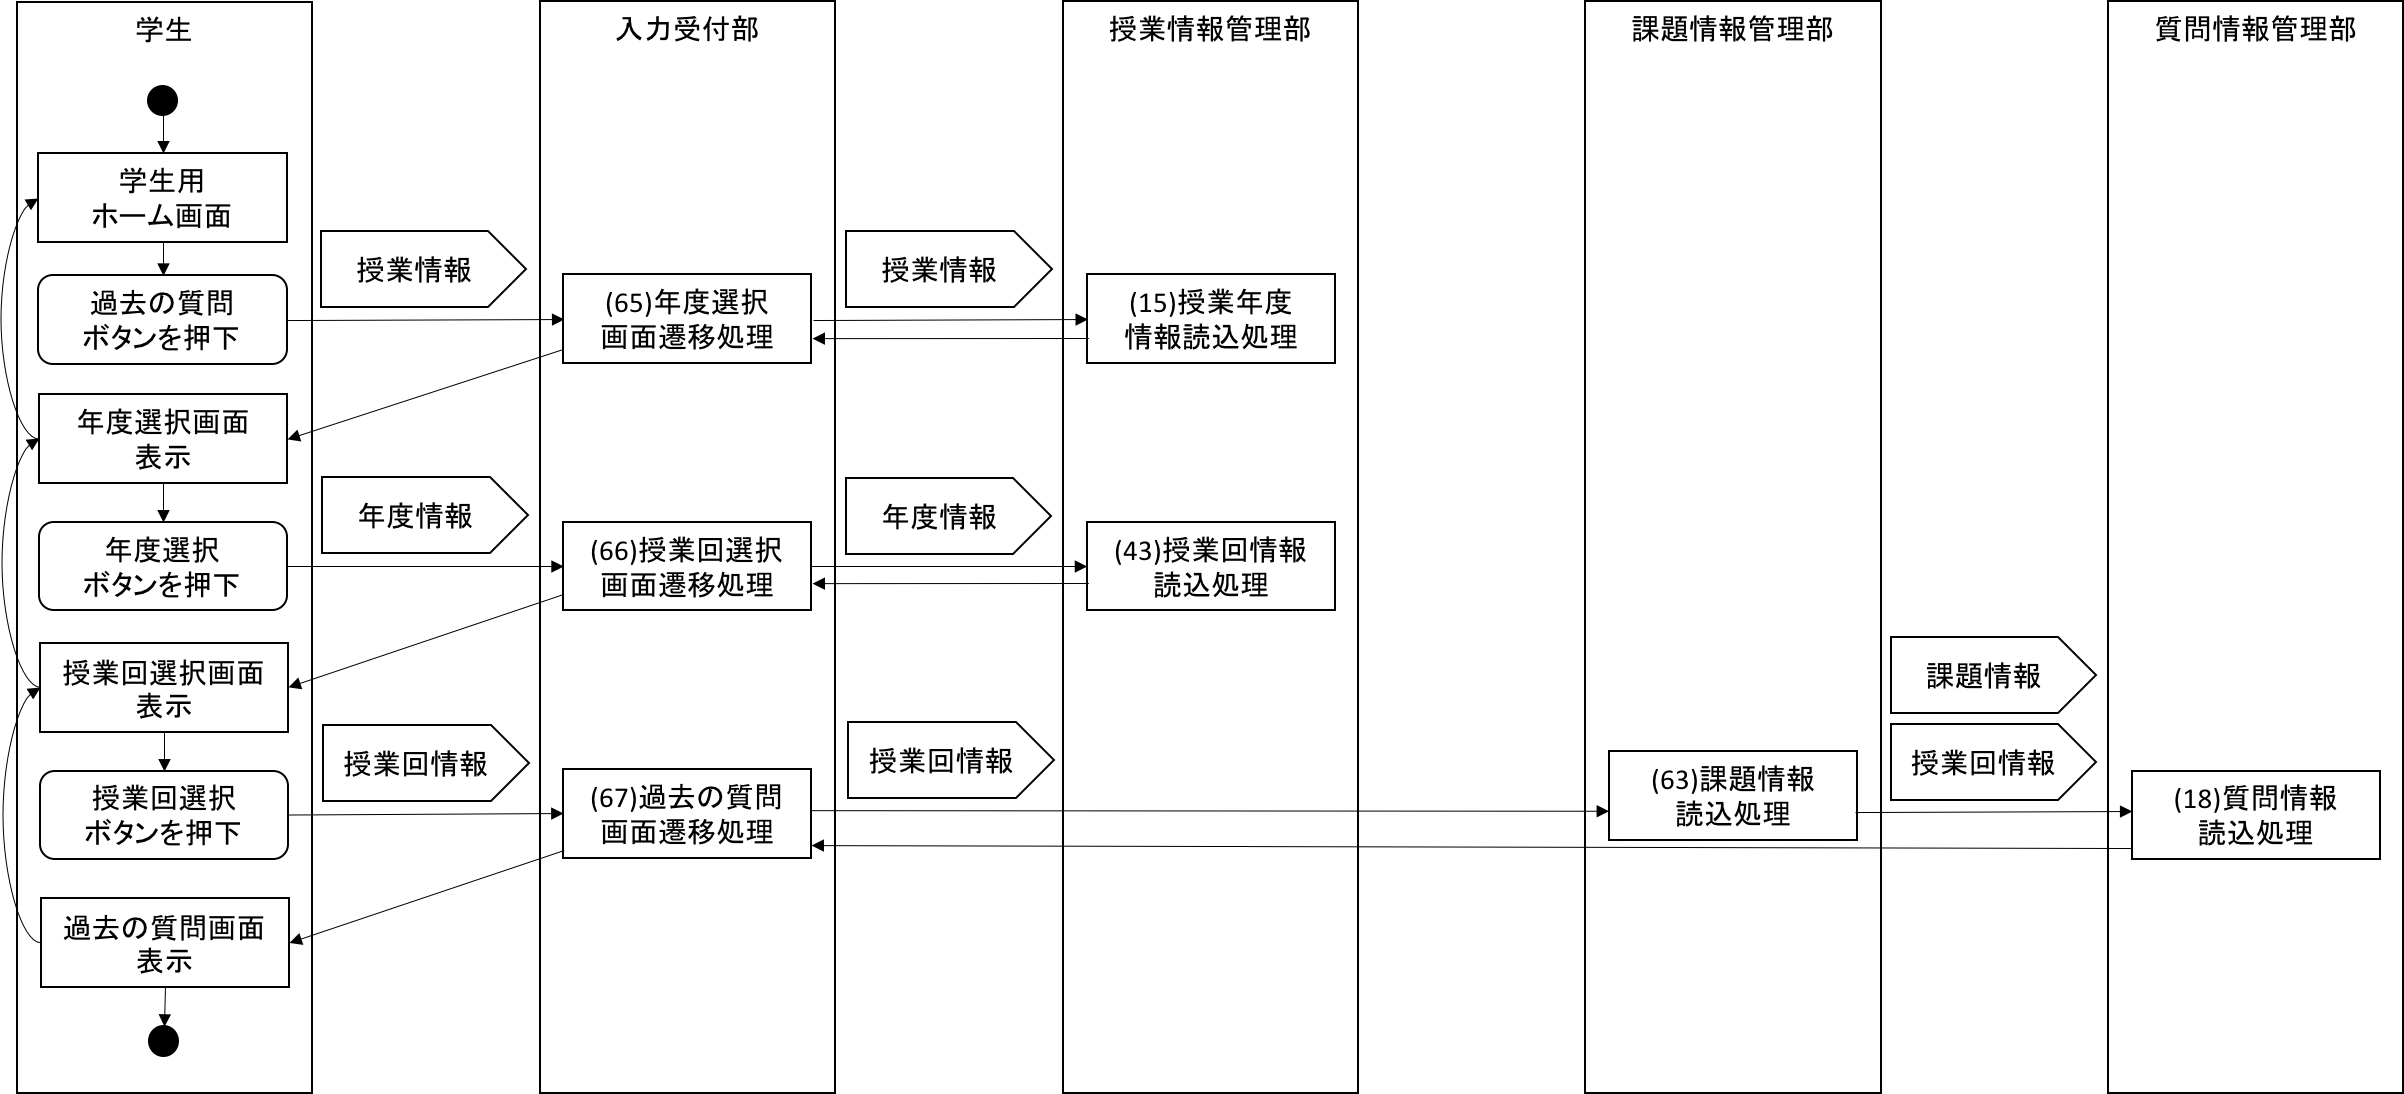 学生
入力受付部
授業情報管理部
課題情報管理部
質問情報管理部
学生用
ホーム画面
過去の質問
ボタンを押下
授業情報
(65)年度選択
画面遷移処理
授業情報
(15)授業年度
情報読込処理
年度選択画面
表示
年度選択
ボタンを押下
年度情報
(66)授業回選択
画面遷移処理
年度情報
(43)授業回情報
読込処理
授業回選択画面
表示
授業回選択
ボタンを押下
授業回情報
(67)過去の質問
画面遷移処理
授業回情報
(63)課題情報
読込処理
課題情報
授業回情報
(18)質問情報
読込処理
過去の質問画面
表示